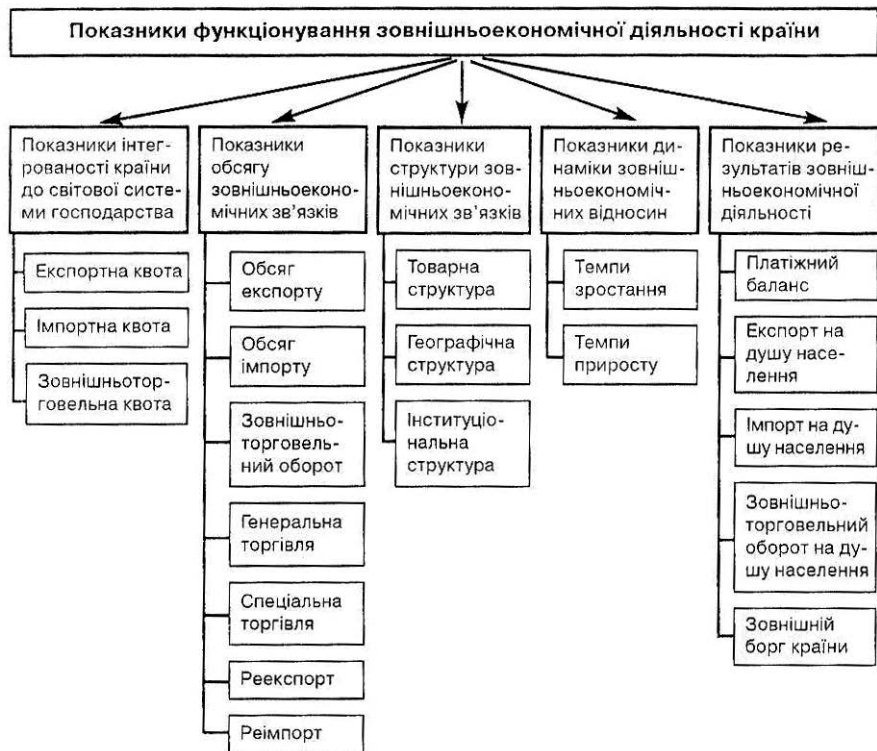 Показники функціонування зовнішньоекономічної діяльності країни
Показники інтег-
рованості країни
до світової систе-
ми господарства
Експортна квота
Імпортна квота
Зовнішньотор-
говельна квота
Показники
обсягу
зовнішньоеконо-
мічних зв’язків
Обсяг
експорту
Обсяг
імпорту
Зовнішньо-
торговель-
ний оборот
Генеральна
торгівля
Спеціальна
торгівля
Реекспорт
Реімпорт
Показники
структури зов-
нішньоеконо-
мічних зв’язків
Товарна
структура
Географічна
структура
Інституціо-
нальна
структура
Показники ди-
наміки зовніш-
ньоекономіч-
них відносин
Темпи
зростання
Темпи
приросту
Показники ре-
зультатів зовніш-
ньоекономічної
діяльності
Платіжний
баланс
Експорт на
душу насе-
лення
Імпорт на ду-
шу населення
Зовнішньо-
торговельний
оборот на ду-
шу населення
Зовнішній
борг країни